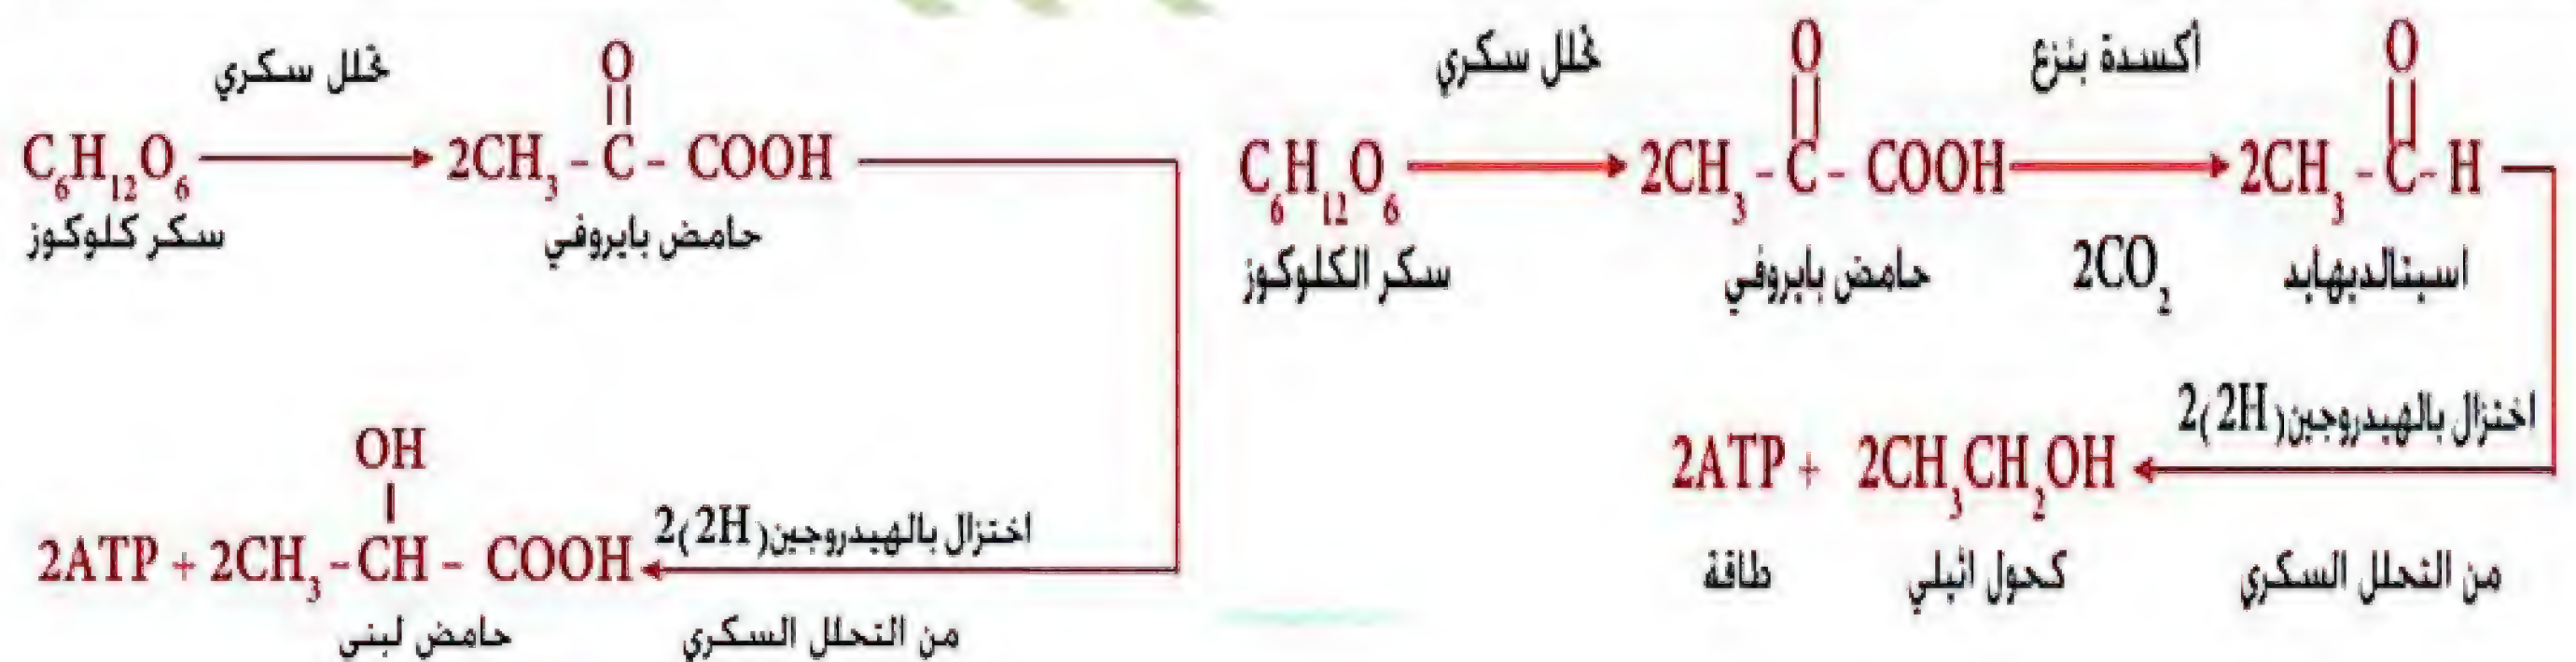 تحلل سكري
C₆H₁₂O₆ → 2CH₃ - C - COOH
O
سكر كلوكوز
حامض بايروفي
اختزال بالهيدروجين 2(2H)
من التحلل السكري
OH
2ATP + 2CH₃ - CH - COOH
حامض لبني
تحلل سكري
أكسدة بنزع
O
O
C₆H₁₂O₆ → 2CH₃ - C - COOH → 2CH₃ - C - H
سكر الكلوكوز
حامض بايروفي
2CO₂
اسيتالديهايد
اختزال بالهيدروجين 2(2H)
2ATP + 2CH₃CH₂OH
من التحلل السكري
كحول اثيلي
طاقة